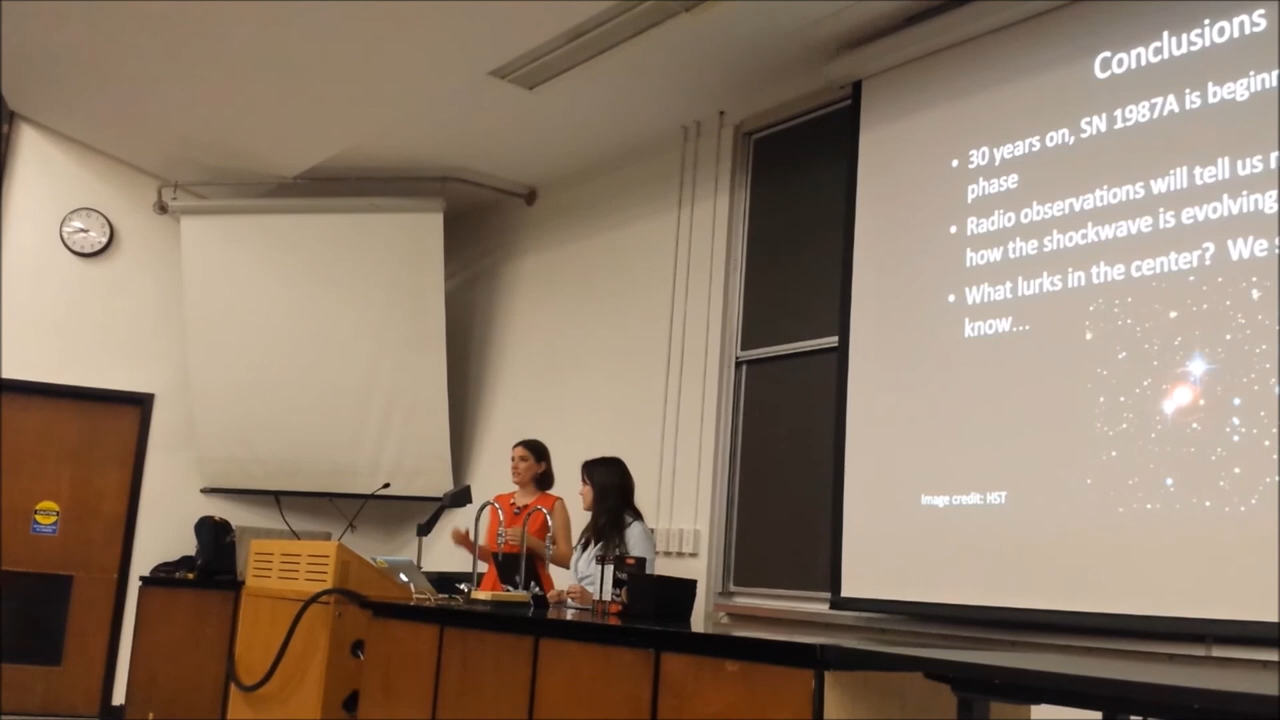 Conclusions
• 30 years on, SN 1987A is beginn
phase
• Radio observations will tell us
how the shockwave is evolving
• What lurks in the center? We s
know...
Image credit: HST
CAUTION